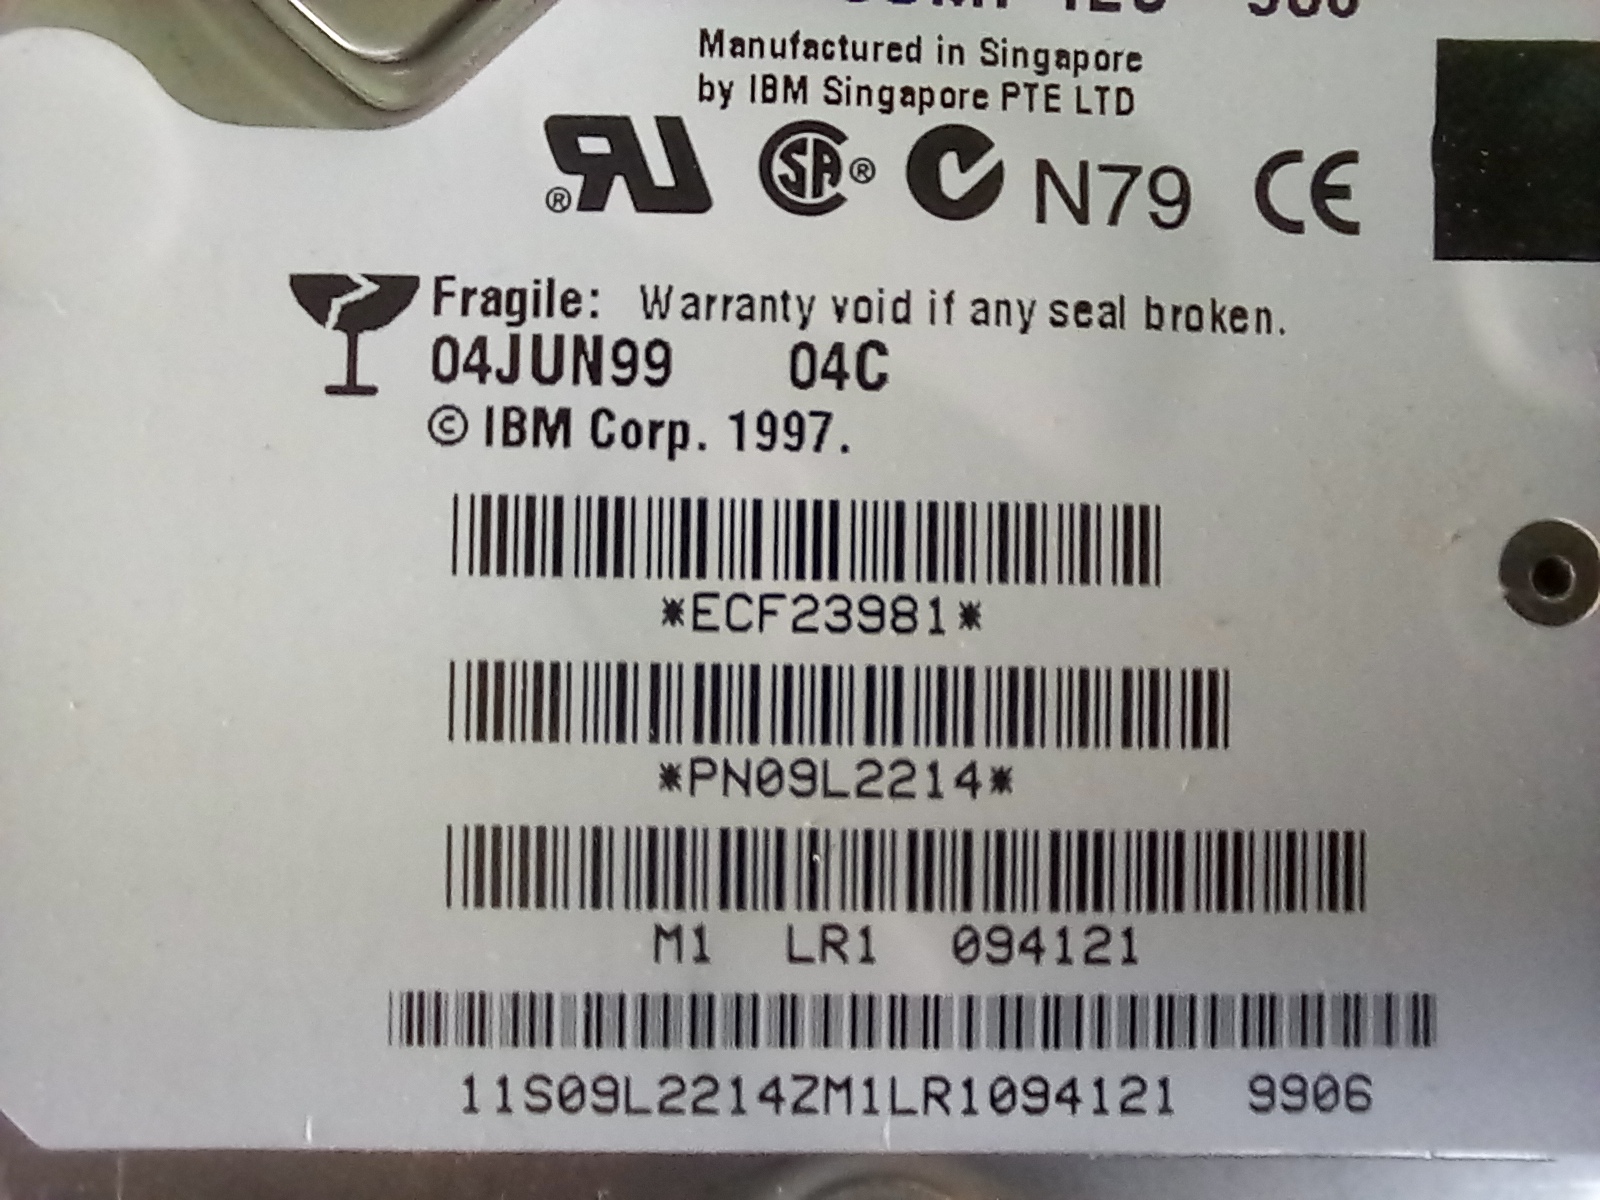 Manufactured in Singapore
by IBM Singapore PTE LTD
® SA ® N79 CE
Fragile: Warranty void if any seal broken.
04JUN99 04C
© IBM Corp. 1997.
*ECF23981*
*PN09L2214*
M1 LR1 094121
11S09L2214ZM1LR1094121 9906